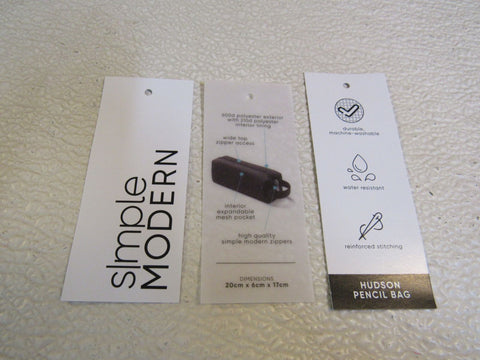 simple
MODERN
900d polyester exterior
with 210d polyester
interior lining
wide top
zipper access
interior
expandable
mesh pocket
high quality
simple modern zippers
DIMENSIONS
20cm x 6cm x 17cm
durable,
machine-washable
water resistant
reinforced stitching
HUDSON
PENCIL BAG